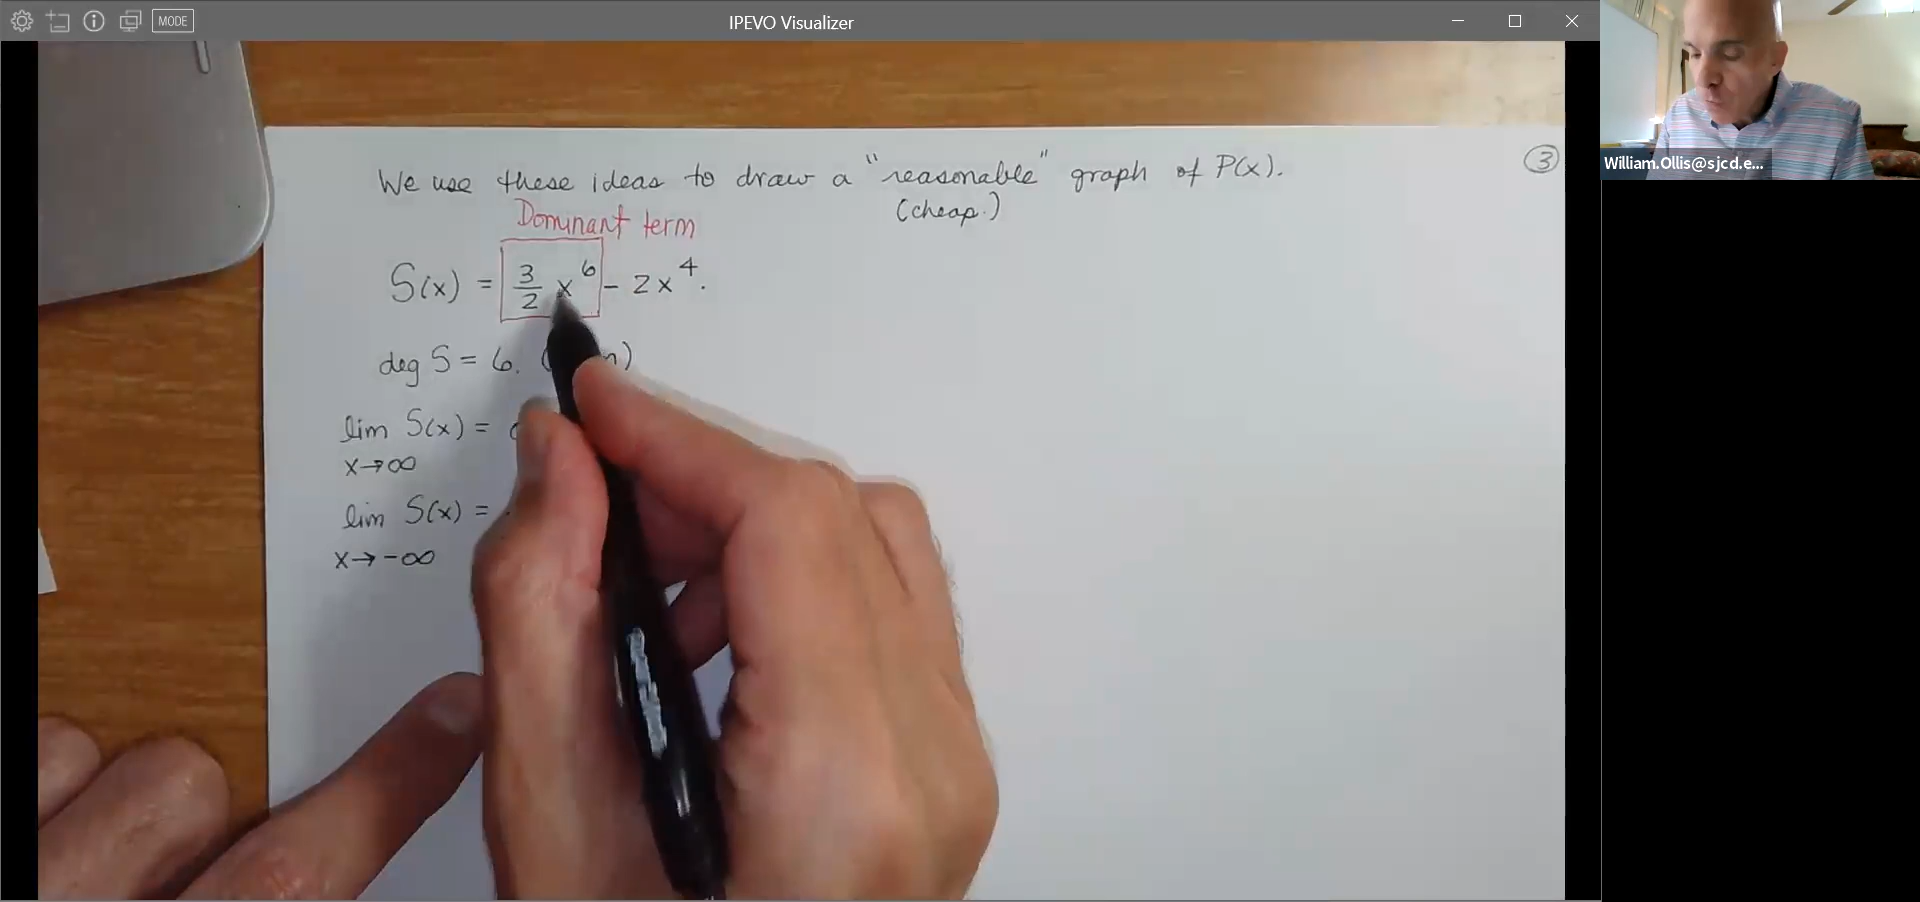 MODE
IPEVO Visualizer
William.Ollis@sjcd.e...
We use these ideas to draw a "reasonable" graph of P(x).
(cheap.)
3
Dominant term
S(x) = 3/2 x^6 - 2x^4.
deg S = 6.
lim S(x) =
x→∞
lim S(x) =
x→-∞